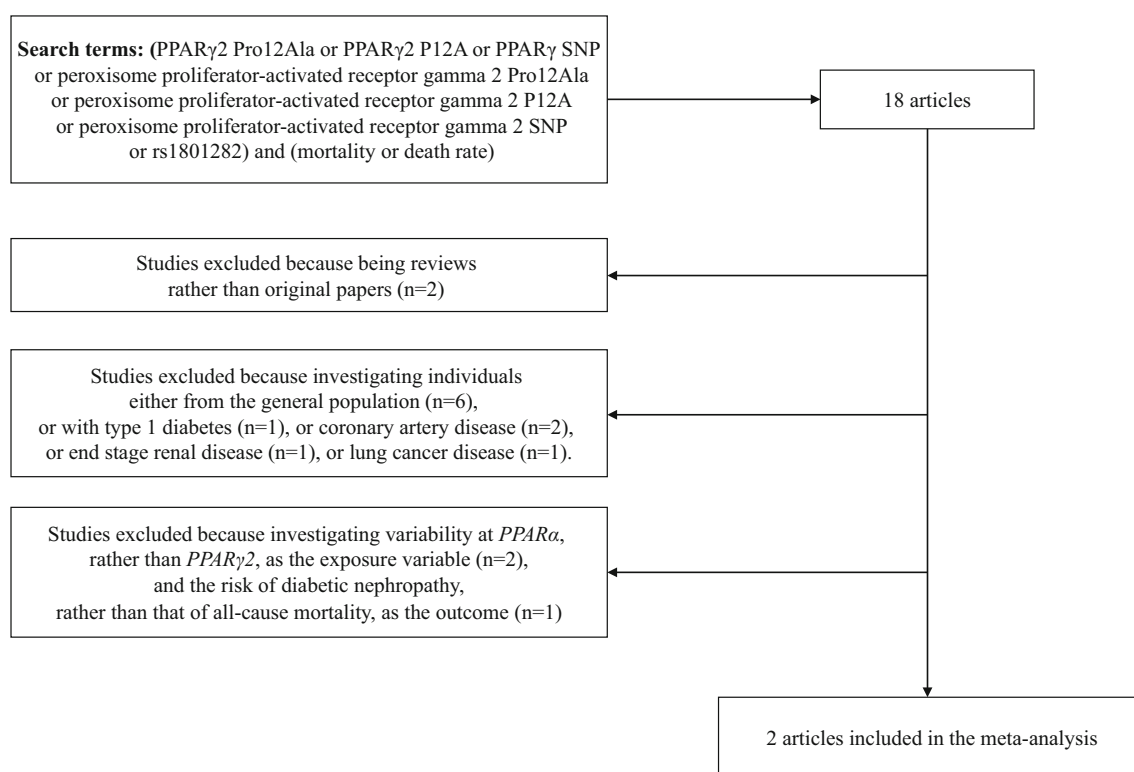 Search terms: (PPARγ2 Pro12Ala or PPARγ2 P12A or PPARγ SNP
or peroxisome proliferator-activated receptor gamma 2 Pro12Ala
or peroxisome proliferator-activated receptor gamma 2 P12A
or peroxisome proliferator-activated receptor gamma 2 SNP
or rs1801282) and (mortality or death rate)
18 articles
Studies excluded because being reviews
rather than original papers (n=2)
Studies excluded because investigating individuals
either from the general population (n=6),
or with type 1 diabetes (n=1), or coronary artery disease (n=2),
or end stage renal disease (n=1), or lung cancer disease (n=1).
Studies excluded because investigating variability at PPARα,
rather than PPARγ2, as the exposure variable (n=2),
and the risk of diabetic nephropathy,
rather than that of all-cause mortality, as the outcome (n=1)
2 articles included in the meta-analysis